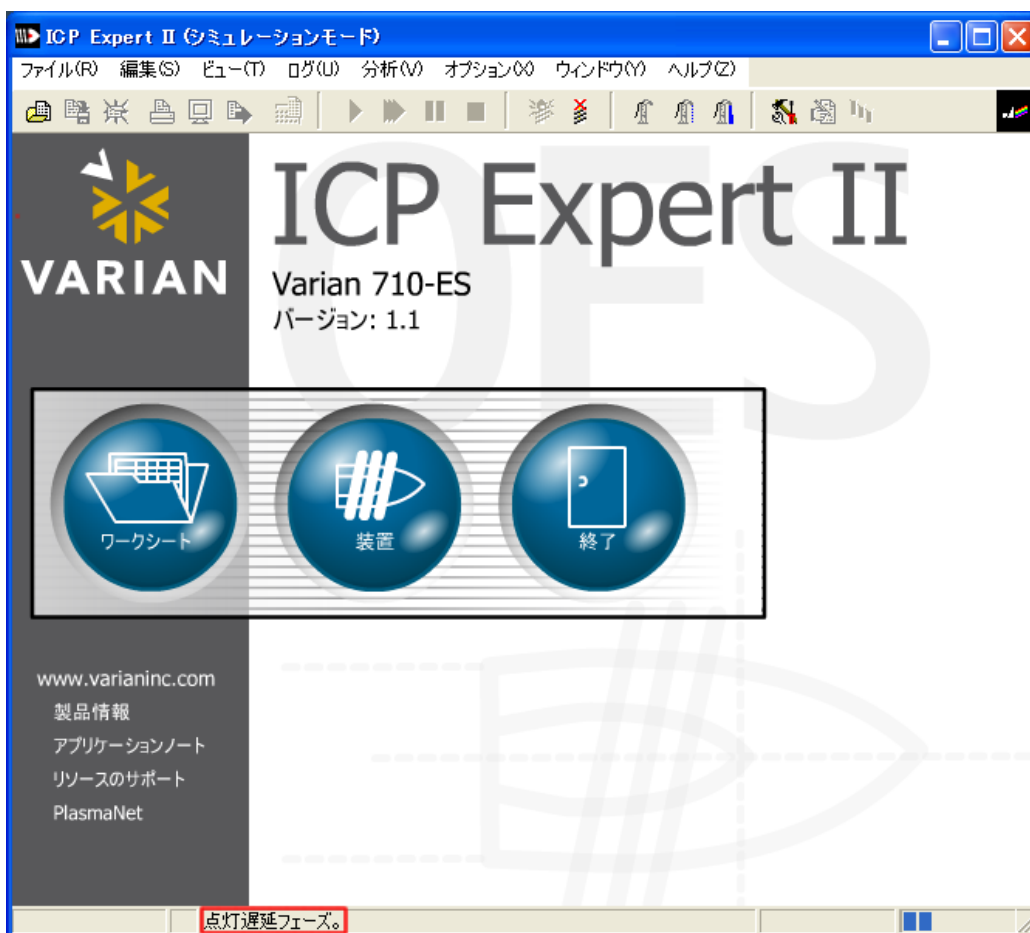 ICP Expert II (シミュレーションモード)
ファイル(R) 編集(S) ビュー(T) ログ(U) 分析(V) オプション(X) ウィンドウ(Y) ヘルプ(Z)
OES
ICP Expert II
VARIAN
Varian 710-ES
バージョン: 1.1
ワークシート
装置
終了
www.varianinc.com
製品情報
アプリケーションノート
リソースのサポート
PlasmaNet
点灯遅延フェーズ。